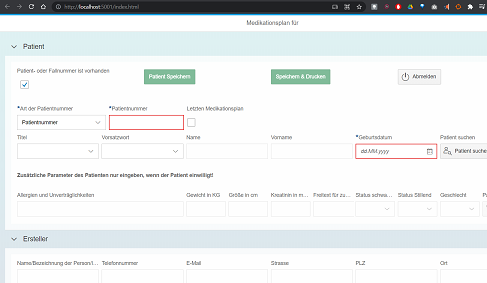 http://localhost:5001/index.html
Medikationsplan für
Patient
Patient- oder Fallnummer ist vorhanden
Patient Speichern
Speichern & Drucken
Abmelden
*Art der Patientnummer
*Patientnummer
Letzten Medikationsplan
Patientnummer
Titel
Vorsatzwort
Name
Vorname
*Geburtsdatum
Patient suchen
dd.MM.yyyy
Patient suche
Zusätzliche Parameter des Patienten nur eingeben, wenn der Patient einwilligt!
Allergien und Unverträglichkeiten
Gewicht in KG
Größe in cm
Kreatinin in m...
Freitext für zu...
Status schwa...
Status Stillend
Geschlecht
Ersteller
Name/Bezeichnung der Person/I...
Telefonnummer
E-Mail
Strasse
PLZ
Ort